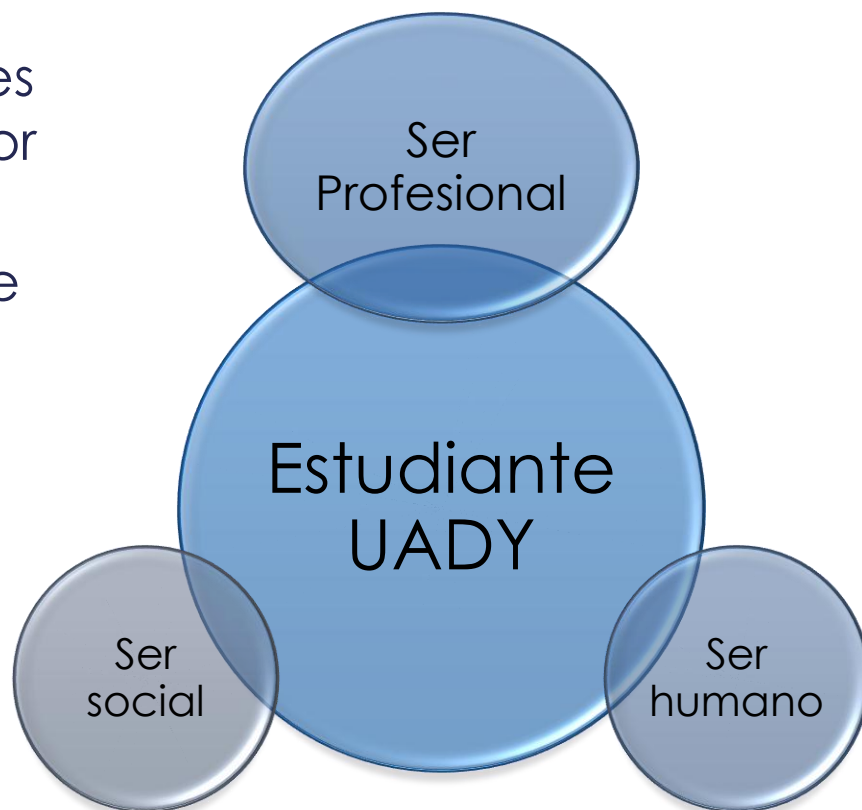 Ser
Profesional
Estudiante
UADY
Ser
social
Ser
humano